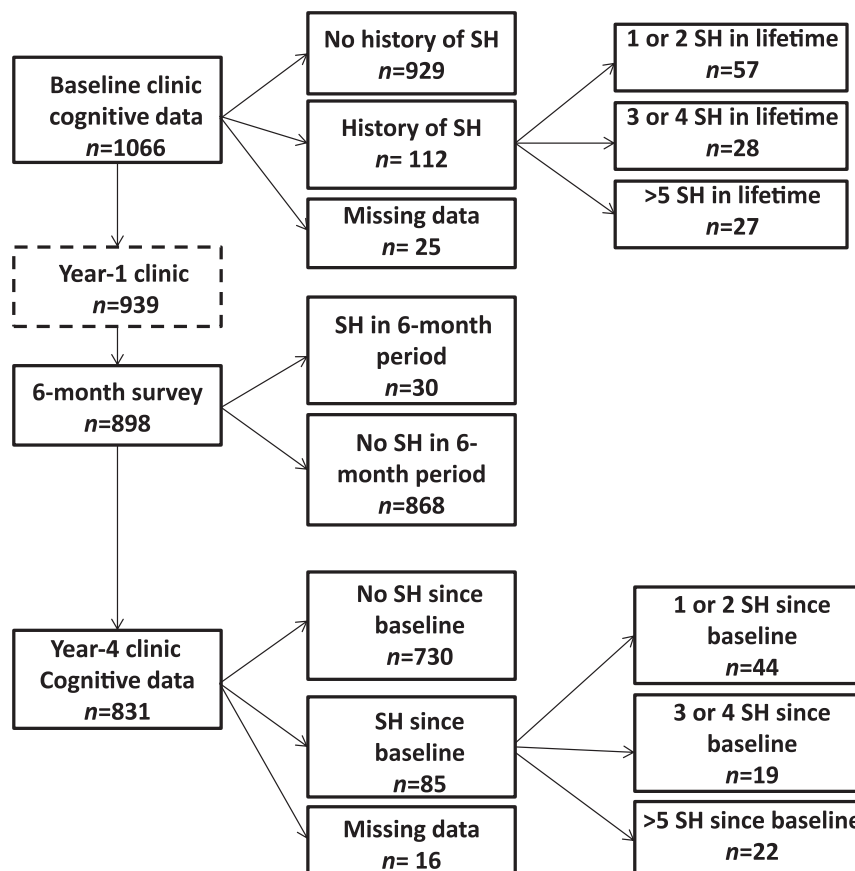 Baseline clinic
cognitive data
n=1066
No history of SH
n=929
History of SH
n= 112
Missing data
n= 25
1 or 2 SH in lifetime
n=57
3 or 4 SH in lifetime
n=28
>5 SH in lifetime
n=27
Year-1 clinic
n=939
6-month survey
n=898
SH in 6-month
period
n=30
No SH in 6-
month period
n=868
Year-4 clinic
Cognitive data
n=831
No SH since
baseline
n=730
SH since
baseline
n=85
Missing data
n= 16
1 or 2 SH since
baseline
n=44
3 or 4 SH since
baseline
n=19
>5 SH since baseline
n=22